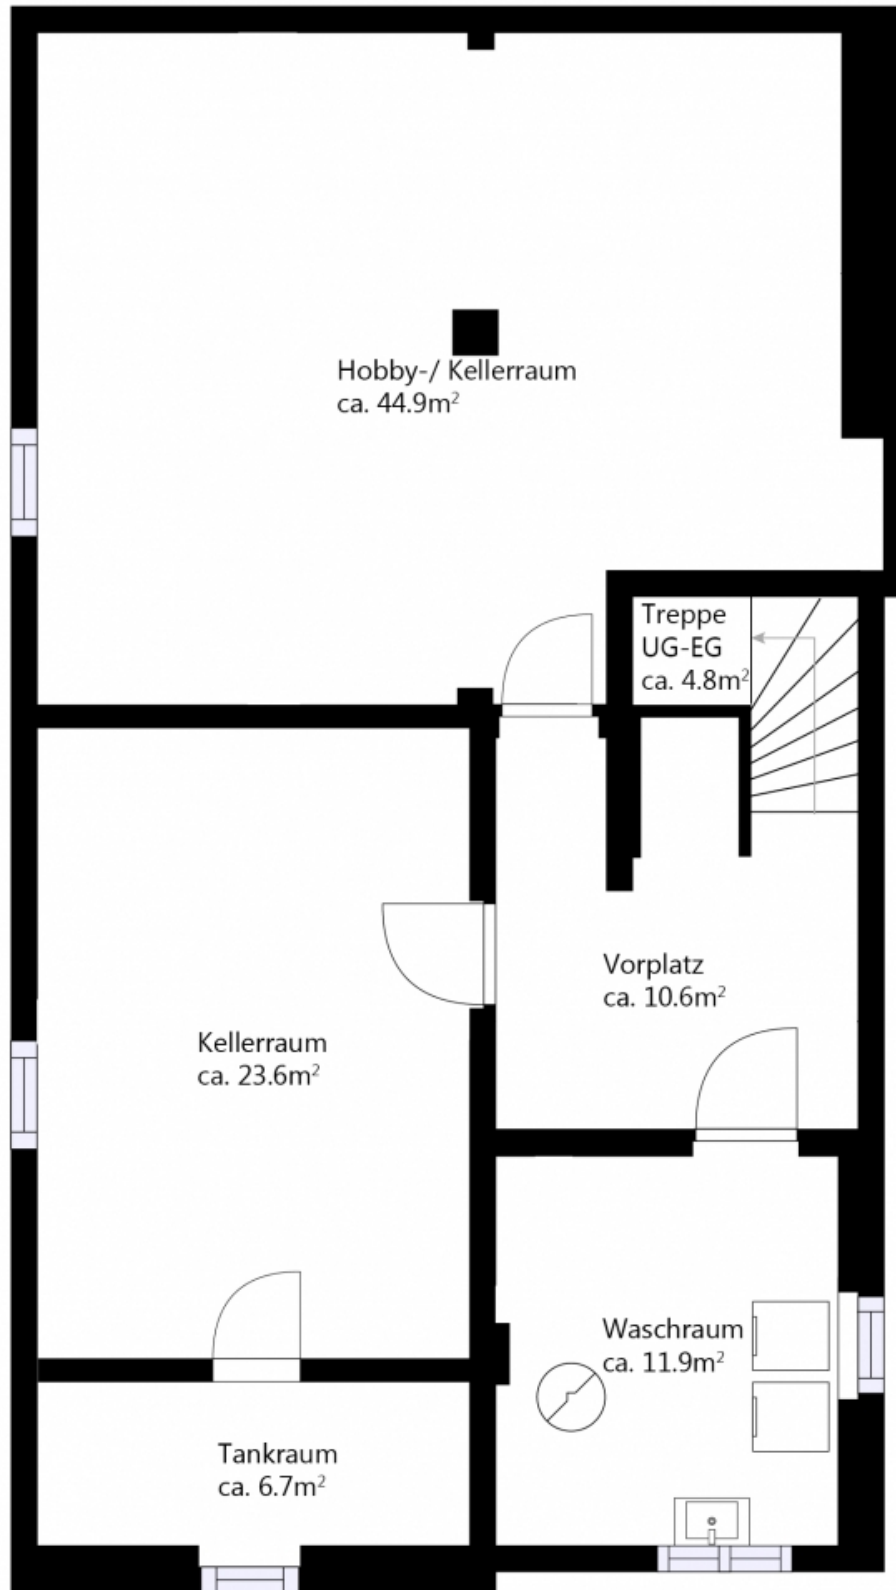 Hobby-/ Kellerraum
ca. 44.9m²
Treppe
UG-EG
ca. 4.8m²
Vorplatz
ca. 10.6m²
Kellerraum
ca. 23.6m²
Waschraum
ca. 11.9m²
Tankraum
ca. 6.7m²